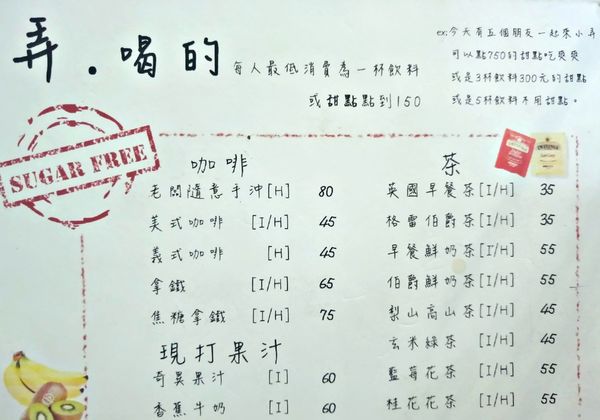 弄．喝的
每人最低消費為一杯飲料
或甜點點到150
ex:今天有五個朋友一起來小弄
可以點750的甜點吃爽爽
或是3杯飲料300元的甜點
或是5杯飲料不用甜點。
SUGAR FREE
咖啡
老闆隨意手沖[H] 80
美式咖啡 [I/H] 45
義式咖啡 [H] 45
拿鐵 [I/H] 65
焦糖拿鐵 [I/H] 75
現打果汁
奇異果汁 [I] 60
香蕉牛奶 [I] 60
茶
英國早餐茶[I/H] 35
格雷伯爵茶[I/H] 35
早餐鮮奶茶[I/H] 55
伯爵鮮奶茶[I/H] 55
梨山高山茶[I/H] 45
玄米綠茶 [I/H] 45
藍莓花茶 [I/H] 55
桂花花茶 [I/H] 55